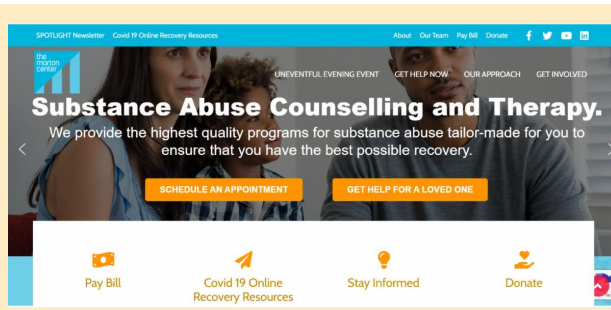 SPOTLIGHT Newsletter Covid 19 Online Recovery Resources About Our Team Pay Bill Donate
the
morton
center
UNEVENTFUL EVENING EVENT GET HELP NOW OUR APPROACH GET INVOLVED
Substance Abuse Counselling and Therapy.
We provide the highest quality programs for substance abuse tailor-made for you to
ensure that you have the best possible recovery.
SCHEDULE AN APPOINTMENT GET HELP FOR A LOVED ONE
Pay Bill Covid 19 Online Stay Informed Donate
Recovery Resources